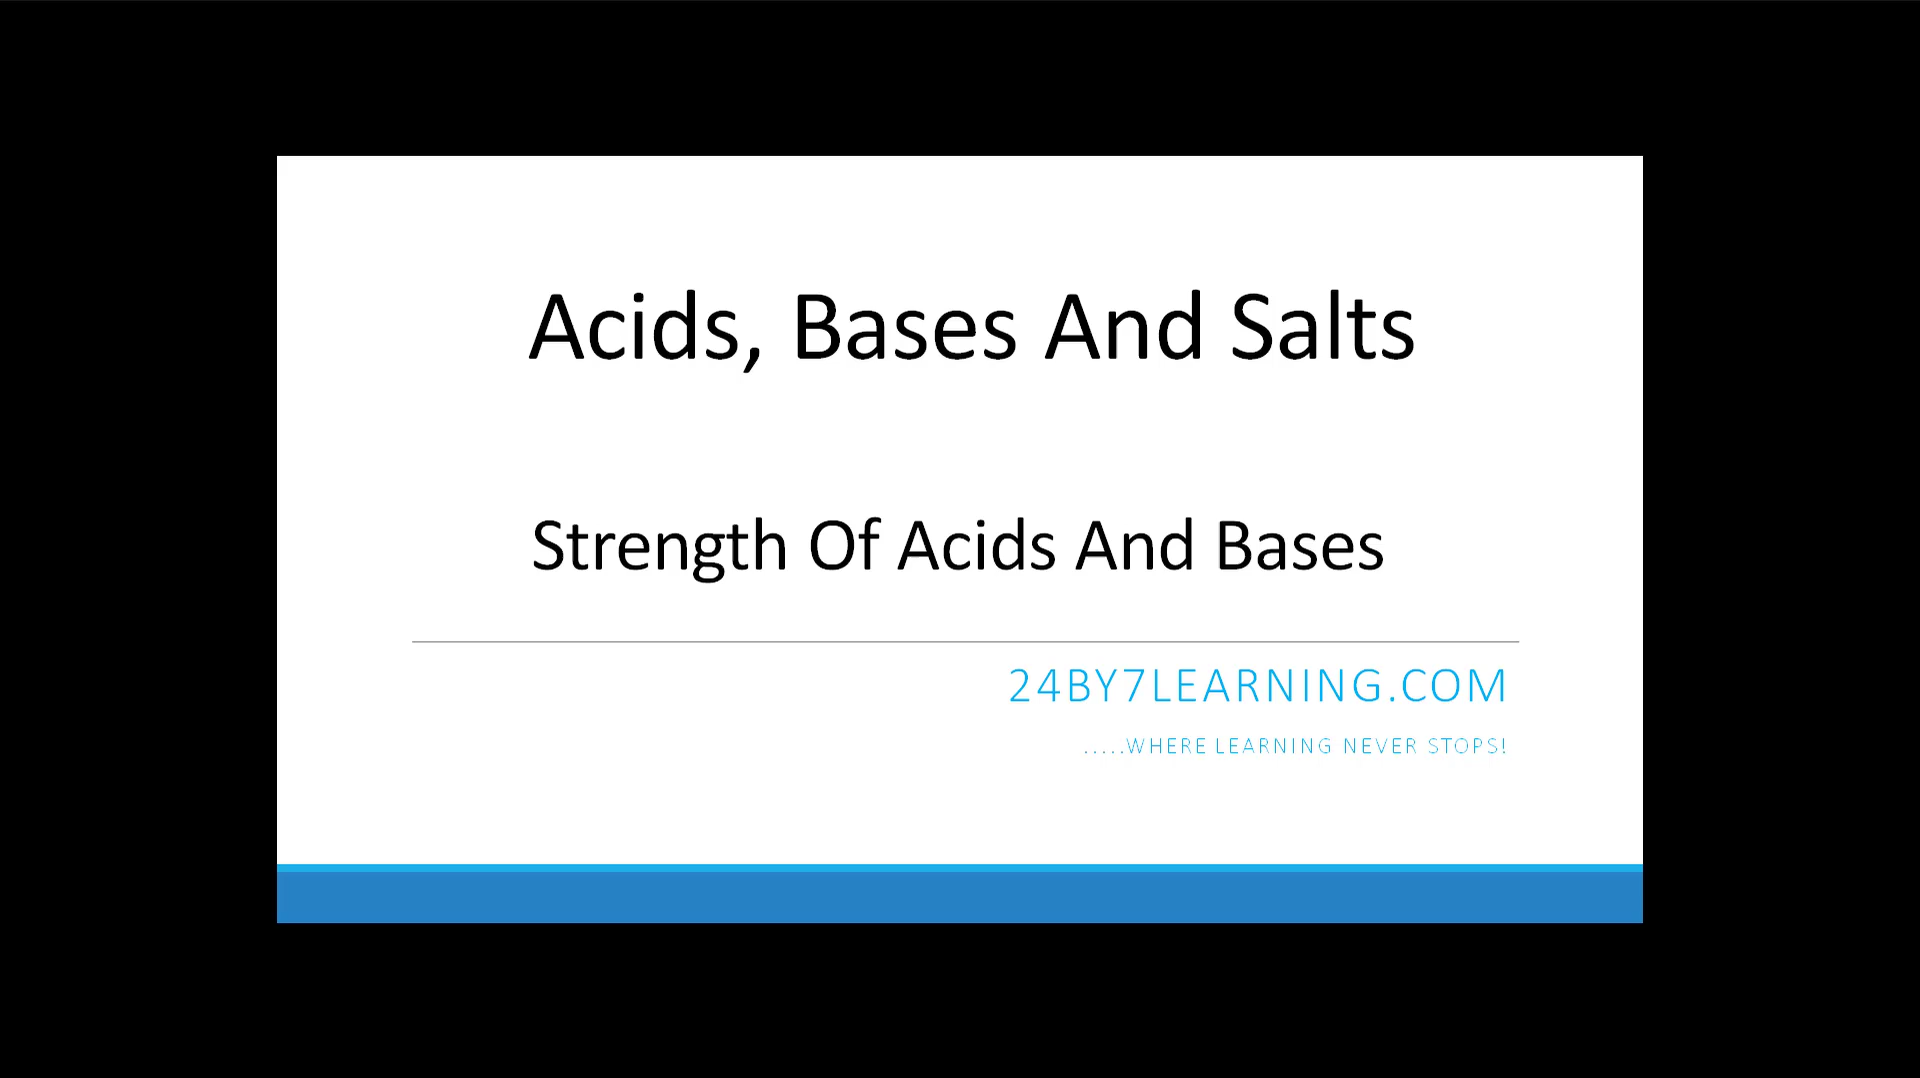 Acids, Bases And Salts
Strength Of Acids And Bases
24BY7LEARNING.COM
.....WHERE LEARNING NEVER STOPS!